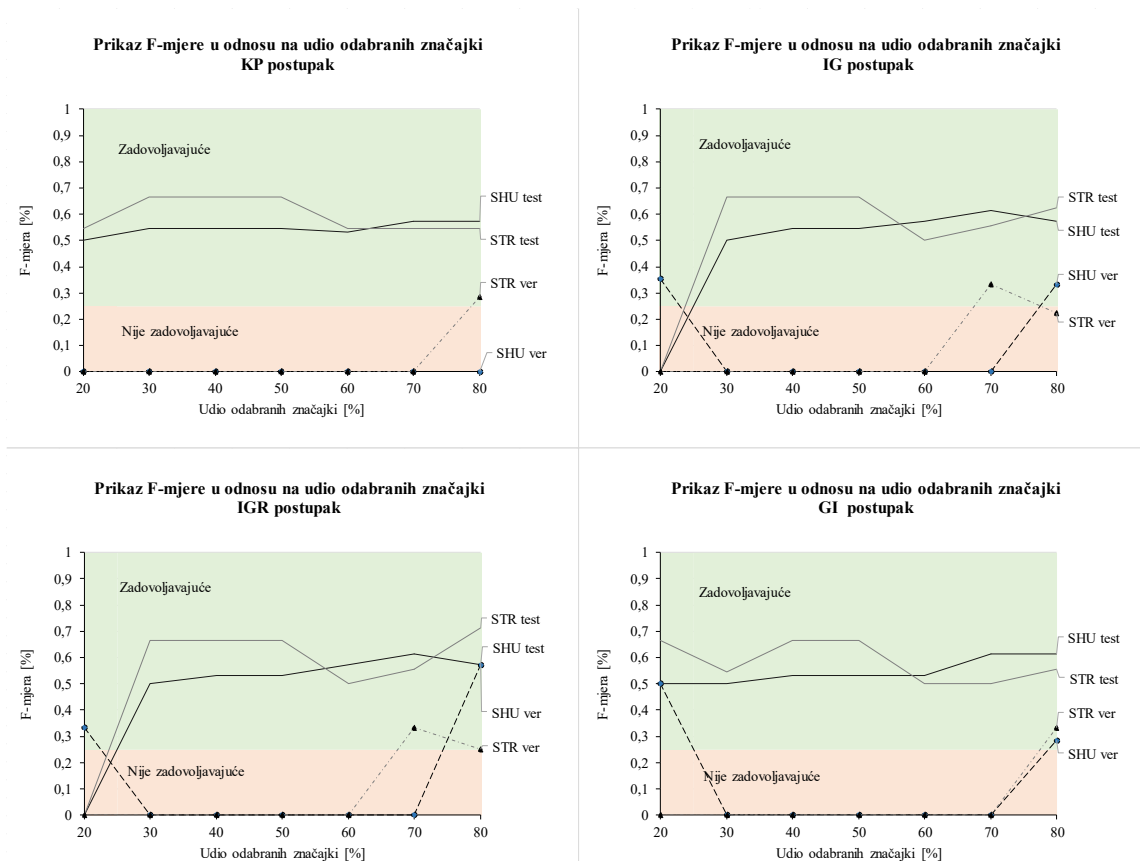 Prikaz F-mjere u odnosu na udio odabranih značajki
KP postupak
1
0,9
0,8
0,7
0,6
0,5
0,4
0,3
0,2
0,1
0
F-mjera [%]
Zadovoljavajuće
Nije zadovoljavajuće
SHU test
STR test
STR ver
SHU ver
20 30 40 50 60 70 80
Udio odabranih značajki [%]
Prikaz F-mjere u odnosu na udio odabranih značajki
IG postupak
1
0,9
0,8
0,7
0,6
0,5
0,4
0,3
0,2
0,1
0
F-mjera [%]
Zadovoljavajuće
Nije zadovoljavajuće
STR test
SHU test
SHU ver
STR ver
20 30 40 50 60 70 80
Udio odabranih značajki [%]
Prikaz F-mjere u odnosu na udio odabranih značajki
IGR postupak
1
0,9
0,8
0,7
0,6
0,5
0,4
0,3
0,2
0,1
0
F-mjera [%]
Zadovoljavajuće
Nije zadovoljavajuće
STR test
SHU test
SHU ver
STR ver
20 30 40 50 60 70 80
Udio odabranih značajki [%]
Prikaz F-mjere u odnosu na udio odabranih značajki
GI postupak
1
0,9
0,8
0,7
0,6
0,5
0,4
0,3
0,2
0,1
0
F-mjera [%]
Zadovoljavajuće
Nije zadovoljavajuće
SHU test
STR test
STR ver
SHU ver
20 30 40 50 60 70 80
Udio odabranih značajki [%]